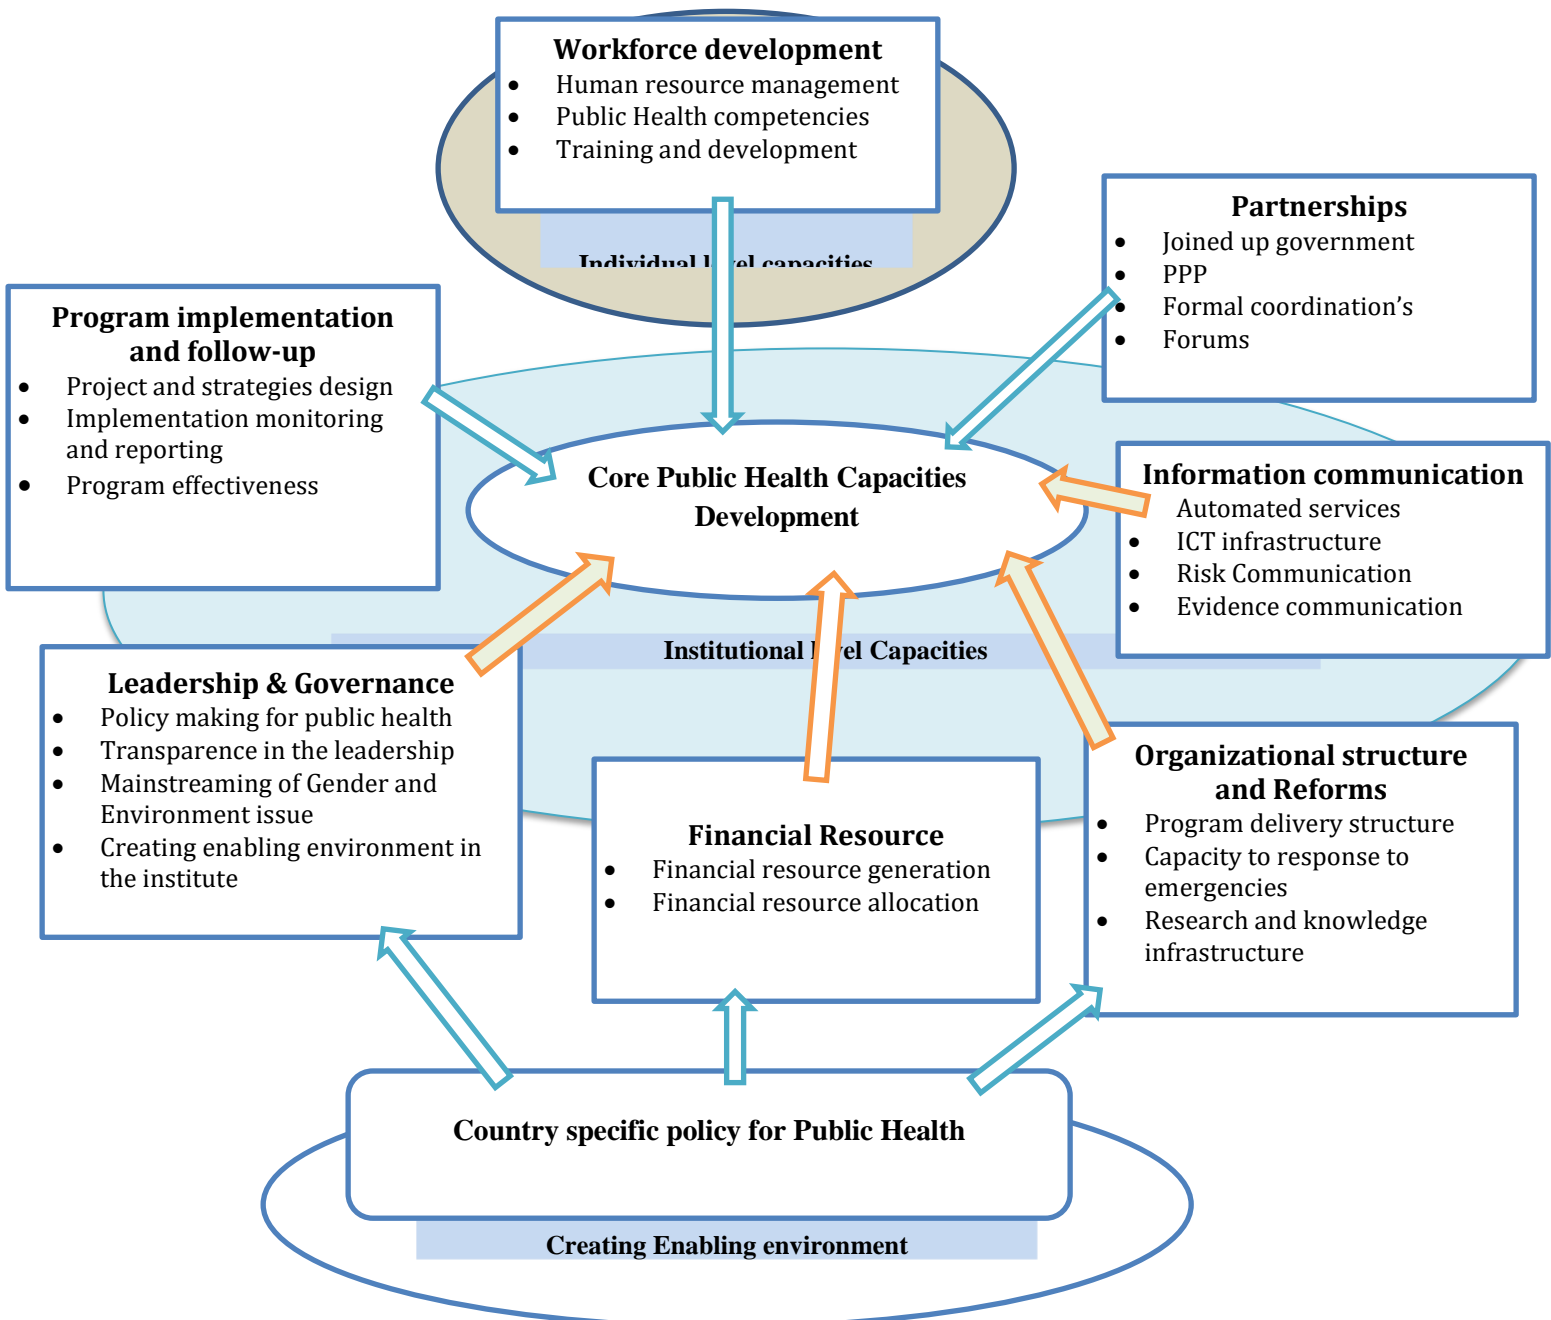 Workforce development
• Human resource management
• Public Health competencies
• Training and development
Individual level capacities
Partnerships
• Joined up government
• PPP
• Formal coordination's
• Forums
Program implementation
and follow-up
• Project and strategies design
• Implementation monitoring
and reporting
• Program effectiveness
Core Public Health Capacities
Development
Information communication
Automated services
• ICT infrastructure
• Risk Communication
• Evidence communication
Institutional level Capacities
Leadership & Governance
• Policy making for public health
• Transparence in the leadership
• Mainstreaming of Gender and
Environment issue
• Creating enabling environment in
the institute
Financial Resource
• Financial resource generation
• Financial resource allocation
Organizational structure
and Reforms
• Program delivery structure
• Capacity to response to
emergencies
• Research and knowledge
infrastructure
Country specific policy for Public Health
Creating Enabling environment